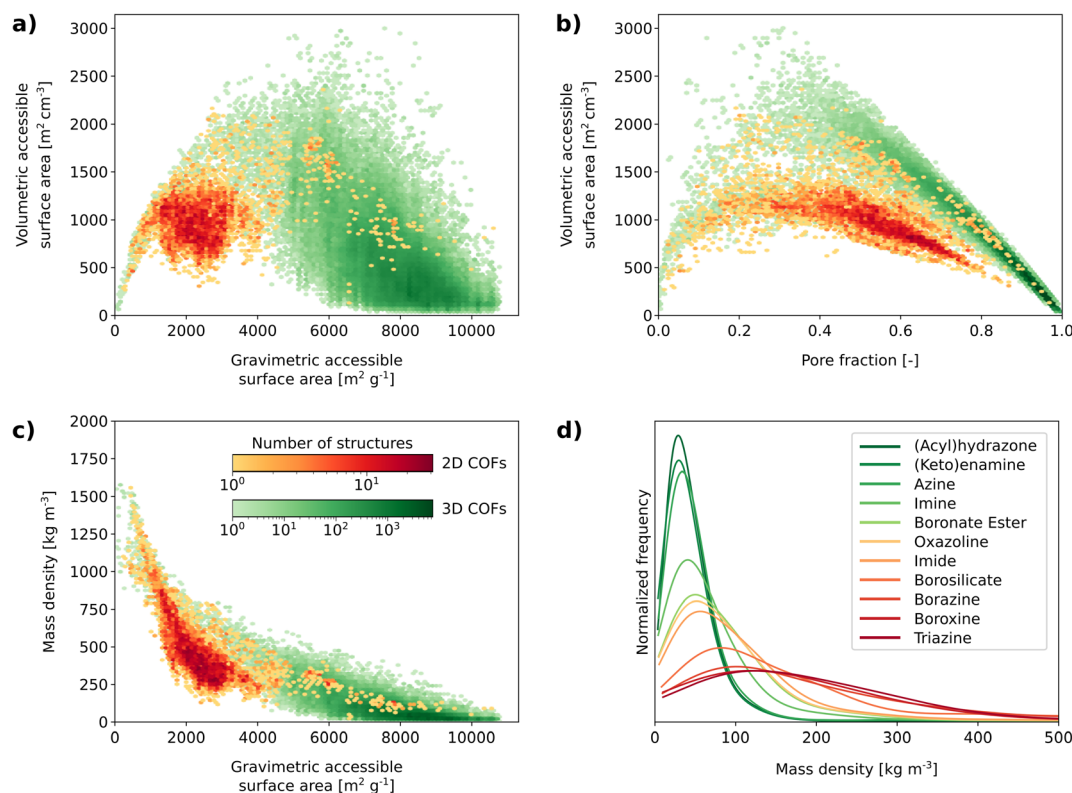 a)
3000
2500
2000
1500
1000
500
0
Volumetric accessible
surface area [m² cm⁻³]
0 2000 4000 6000 8000 10000
Gravimetric accessible
surface area [m² g⁻¹]
b)
3000
2500
2000
1500
1000
500
0
Volumetric accessible
surface area [m² cm⁻³]
0.0 0.2 0.4 0.6 0.8 1.0
Pore fraction [-]
c)
2000
1750
1500
1250
1000
750
500
250
0
Mass density [kg m⁻³]
Number of structures
2D COFs
10⁰ 10¹
3D COFs
10⁰ 10¹ 10² 10³
0 2000 4000 6000 8000 10000
Gravimetric accessible
surface area [m² g⁻¹]
d)
Normalized frequency
(Acyl)hydrazone
(Keto)enamine
Azine
Imine
Boronate Ester
Oxazoline
Imide
Borosilicate
Borazine
Boroxine
Triazine
0 100 200 300 400 500
Mass density [kg m⁻³]